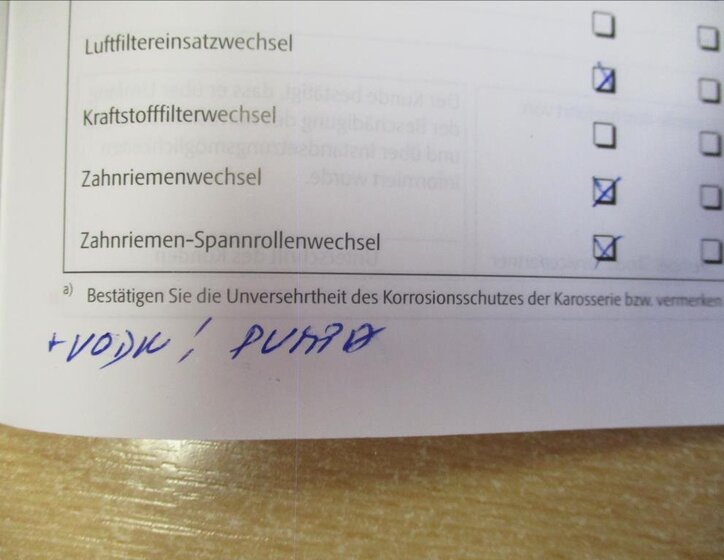 Luftfiltereinsatzwechsel
Kraftstofffilterwechsel
Zahnriemenwechsel
Zahnriemen-Spannrollenwechsel
a) Bestätigen Sie die Unversehrtheit des Korrosionsschutzes der Karosserie bzw. vermerken
+ VODN! PUMPA